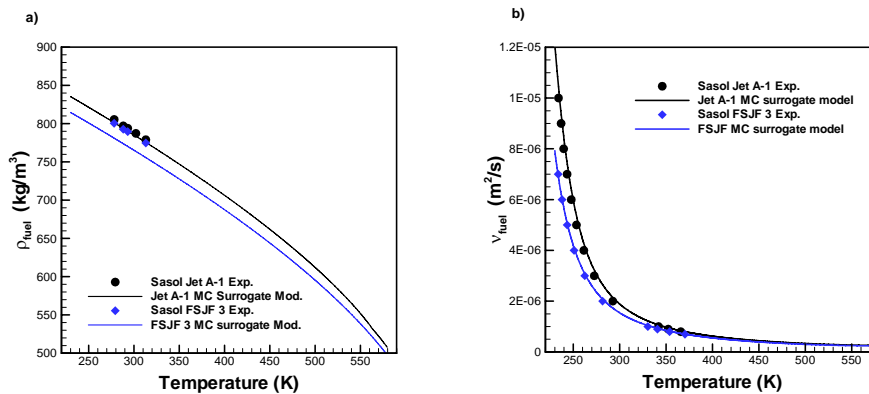 a)
900
850
800
750
700
650
600
550
500
ρfuel (kg/m³)
Sasol Jet A-1 Exp.
Jet A-1 MC Surrogate Mod.
Sasol FSJF 3 Exp.
FSJF 3 MC surrogate Mod.
250 300 350 400 450 500 550
Temperature (K)
b)
1.2E-05
1E-05
8E-06
6E-06
4E-06
2E-06
0
νfuel (m²/s)
Sasol Jet A-1 Exp.
Jet A-1 MC surrogate model
Sasol FSJF 3 Exp.
FSJF MC surrogate model
250 300 350 400 450 500 550
Temperature (K)